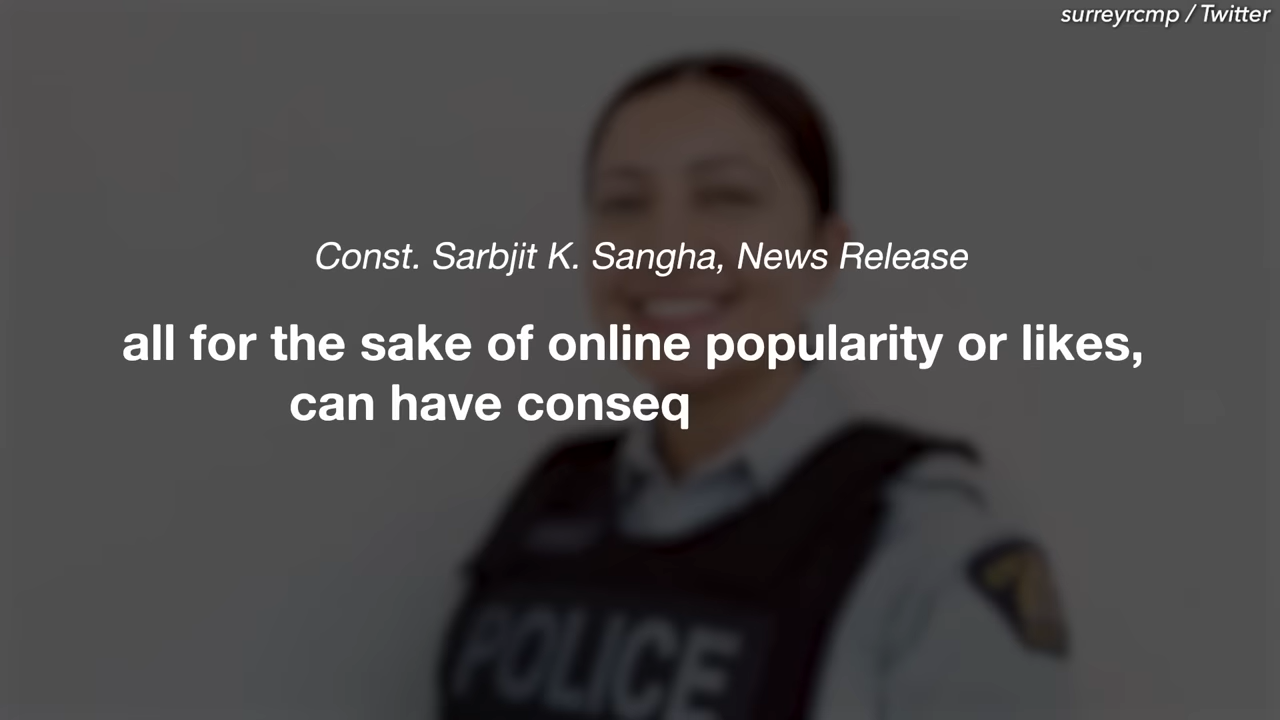 surreyrcmp / Twitter
Const. Sarbjit K. Sangha, News Release
all for the sake of online popularity or likes,
can have conseq
POLICE